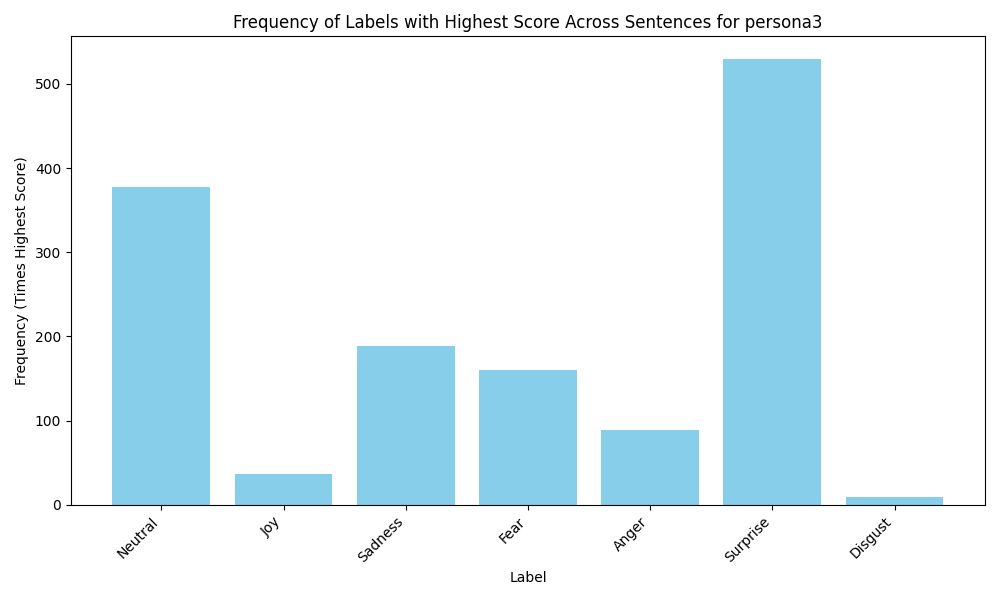 Frequency of Labels with Highest Score Across Sentences for persona3
Frequency (Times Highest Score)
500
400
300
200
100
0
Neutral
Joy
Sadness
Fear
Anger
Surprise
Disgust
Label